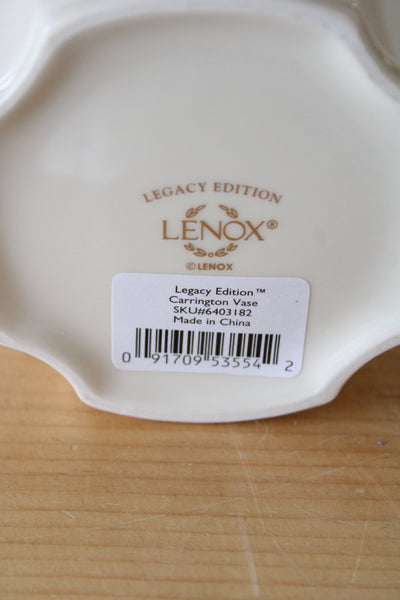 LEGACY EDITION
LENOX®
© LENOX
Legacy Edition™
Carrington Vase
SKU#6403182
Made in China
0 91709 53554 2